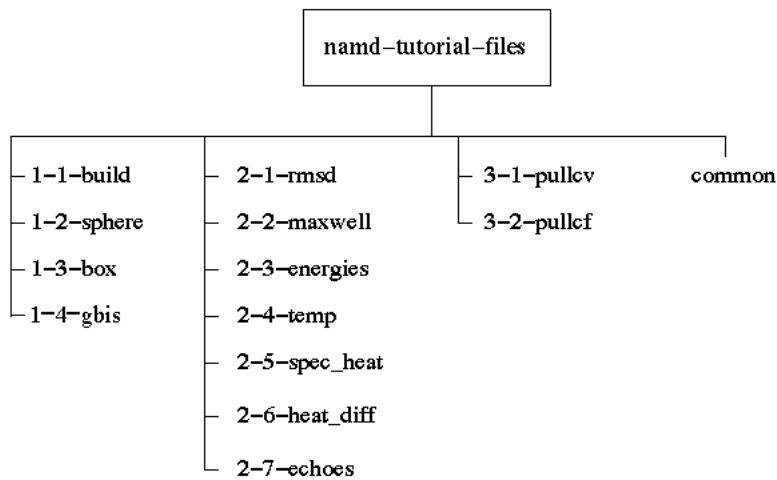 namd-tutorial-files
1-1-build
1-2-sphere
1-3-box
1-4-gbis
2-1-rmsd
2-2-maxwell
2-3-energies
2-4-temp
2-5-spec_heat
2-6-heat_diff
2-7-echoes
3-1-pullcv
3-2-pullcf
common